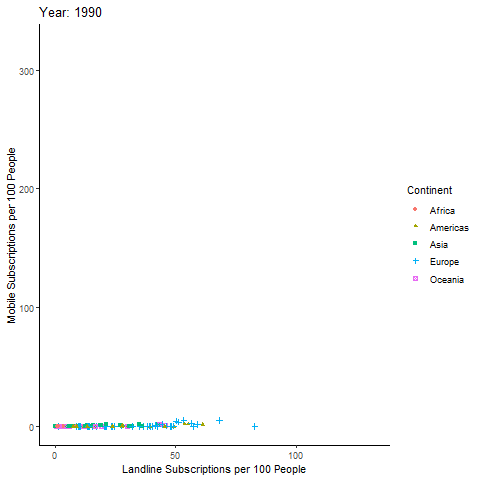 Year: 1990
Mobile Subscriptions per 100 People
300
200
100
0
0
50
100
Landline Subscriptions per 100 People
Continent
Africa
Americas
Asia
Europe
Oceania